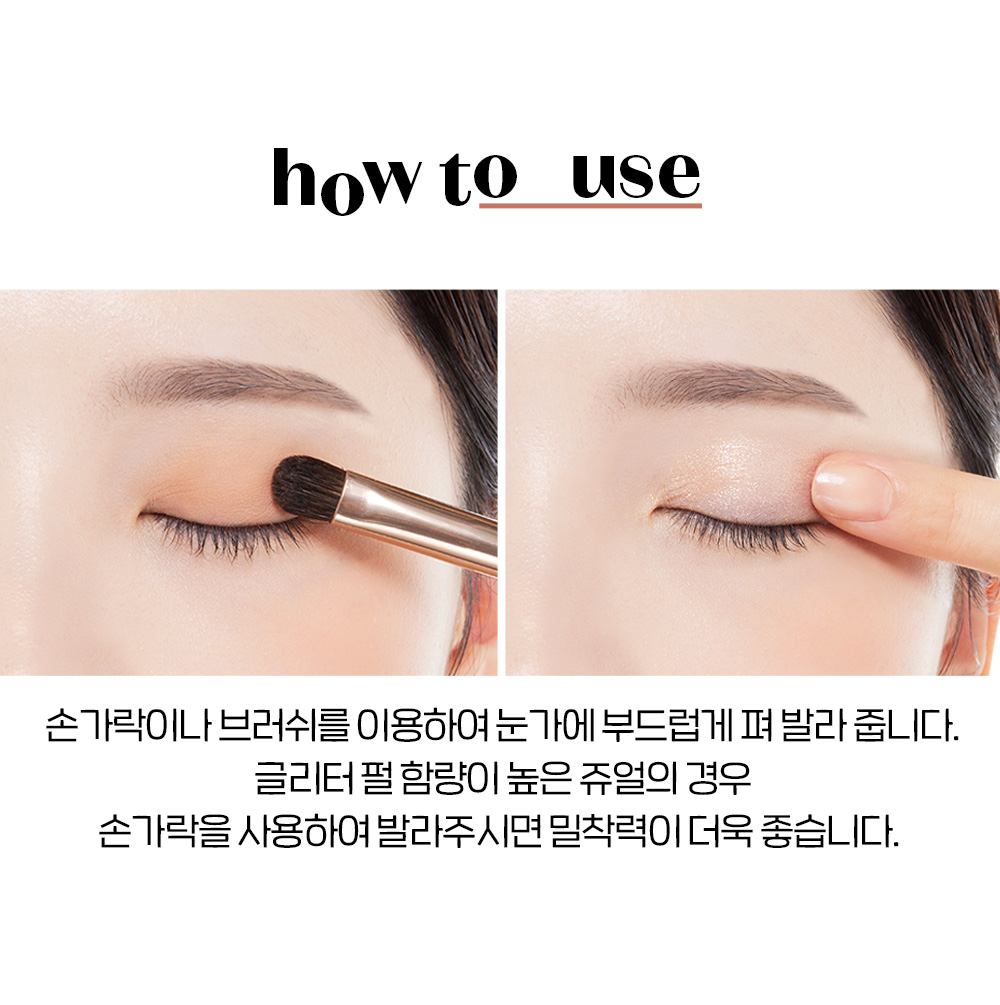 how to use
손가락이나 브러쉬를 이용하여 눈가에 부드럽게 펴 발라 줍니다.
글리터 펄 함량이 높은 쥬얼의 경우
손가락을 사용하여 발라주시면 밀착력이 더욱 좋습니다.